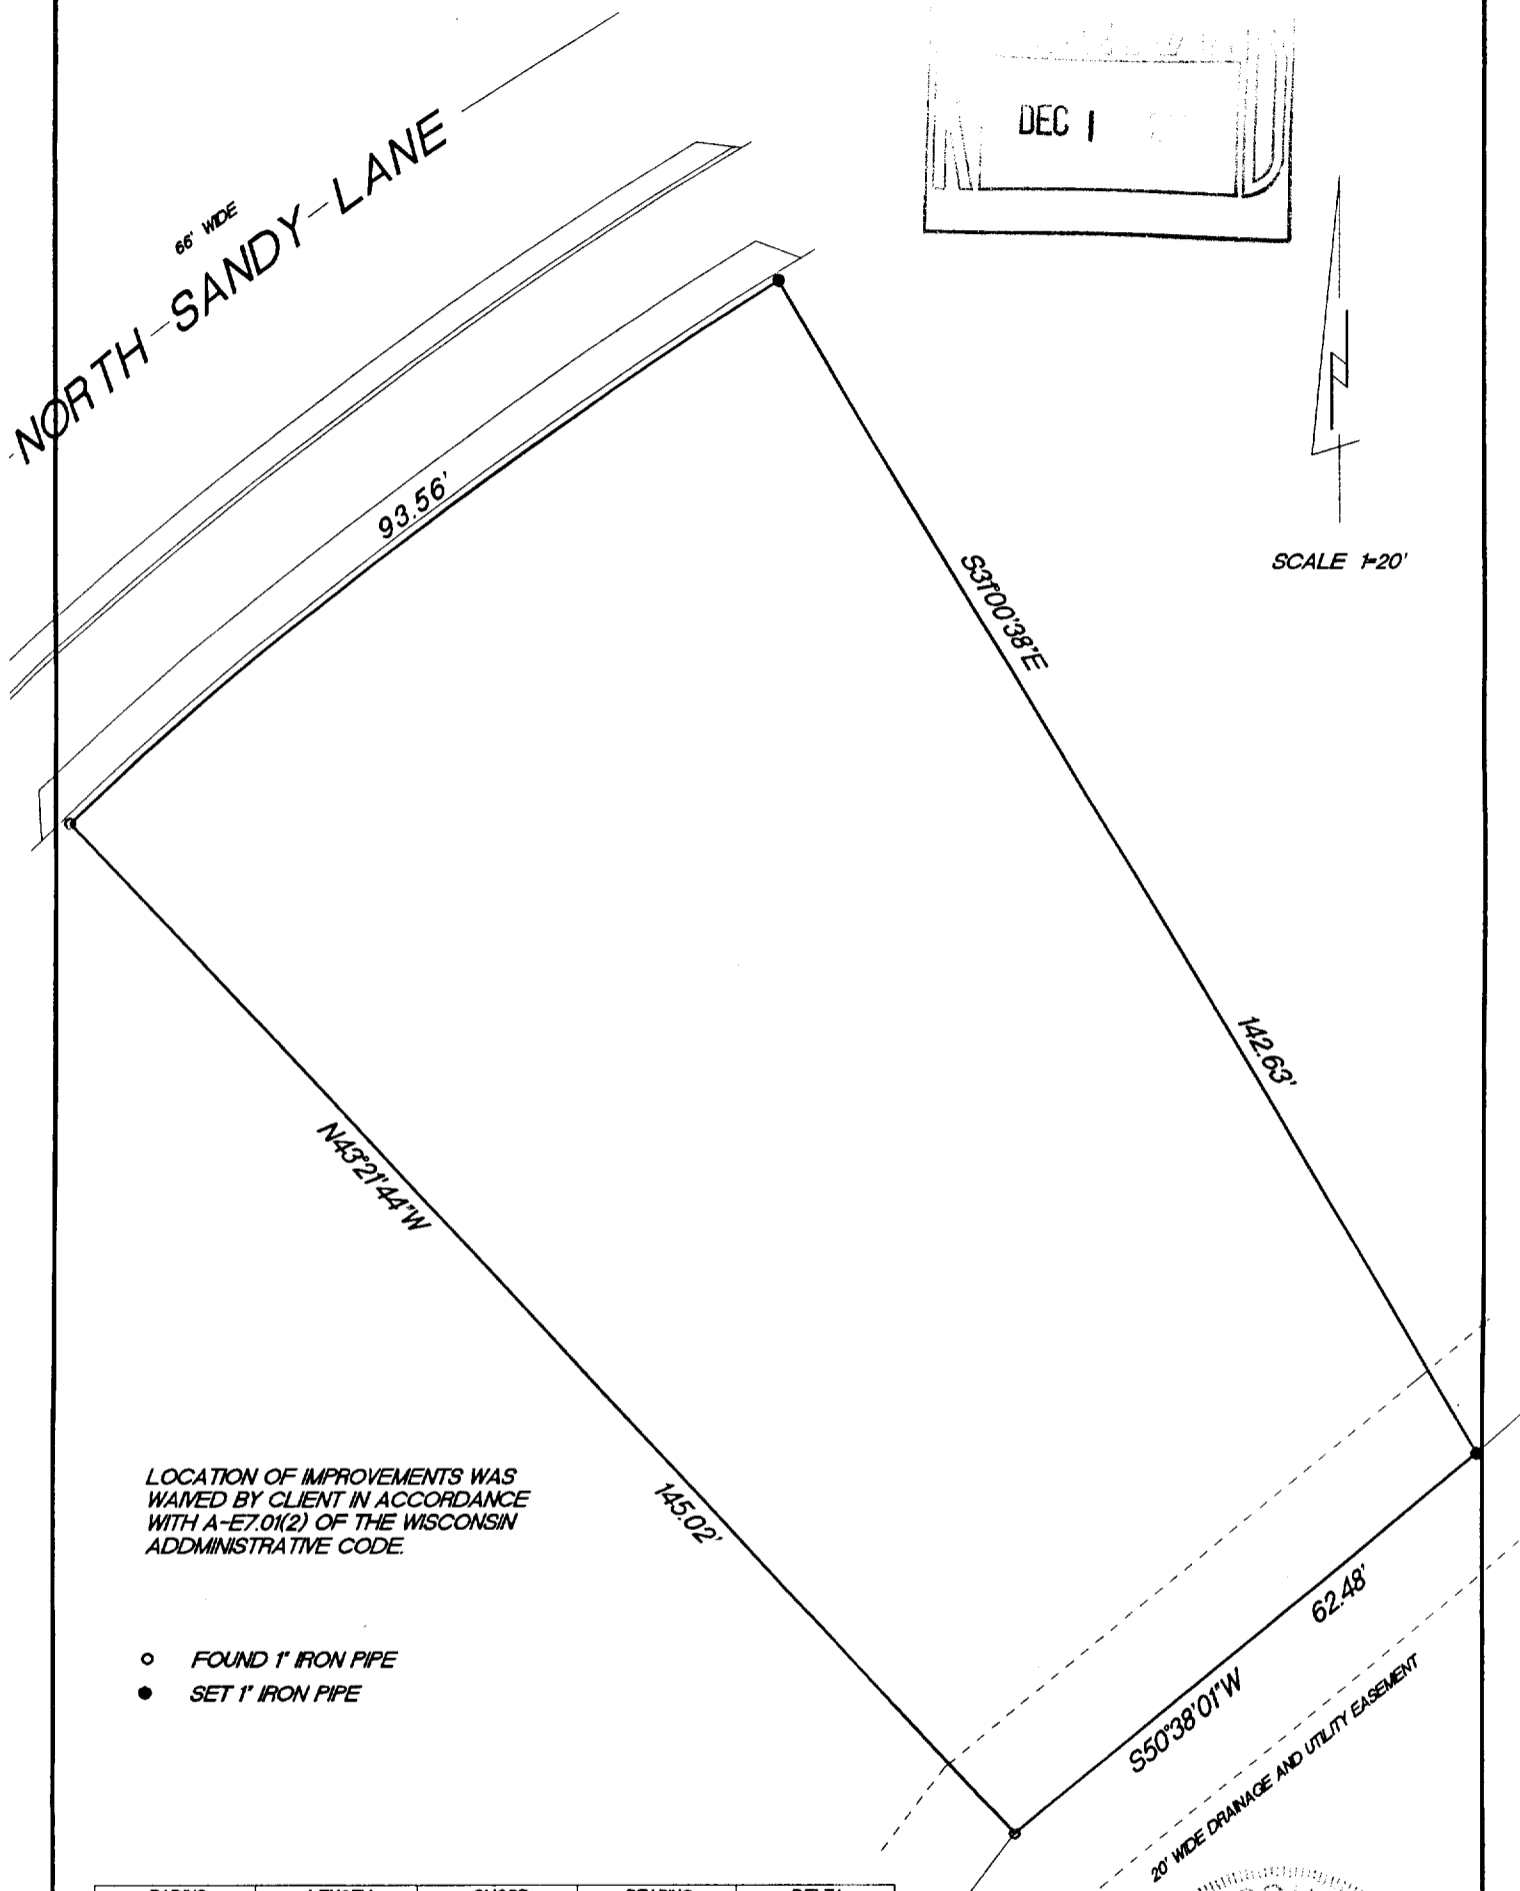 DEC 1
66' WIDE
NORTH SANDY LANE
93.56'
SCALE 1=20'
S31°00'38"E
142.63'
N43°21'44"W
145.02'
LOCATION OF IMPROVEMENTS WAS
WAIVED BY CLIENT IN ACCORDANCE
WITH A-E7.01(2) OF THE WISCONSIN
ADDMINISTRATIVE CODE.
62.48'
S50°38'01"W
20' WIDE DRAINAGE AND UTILITY EASEMENT
FOUND 1" IRON PIPE
SET 1" IRON PIPE